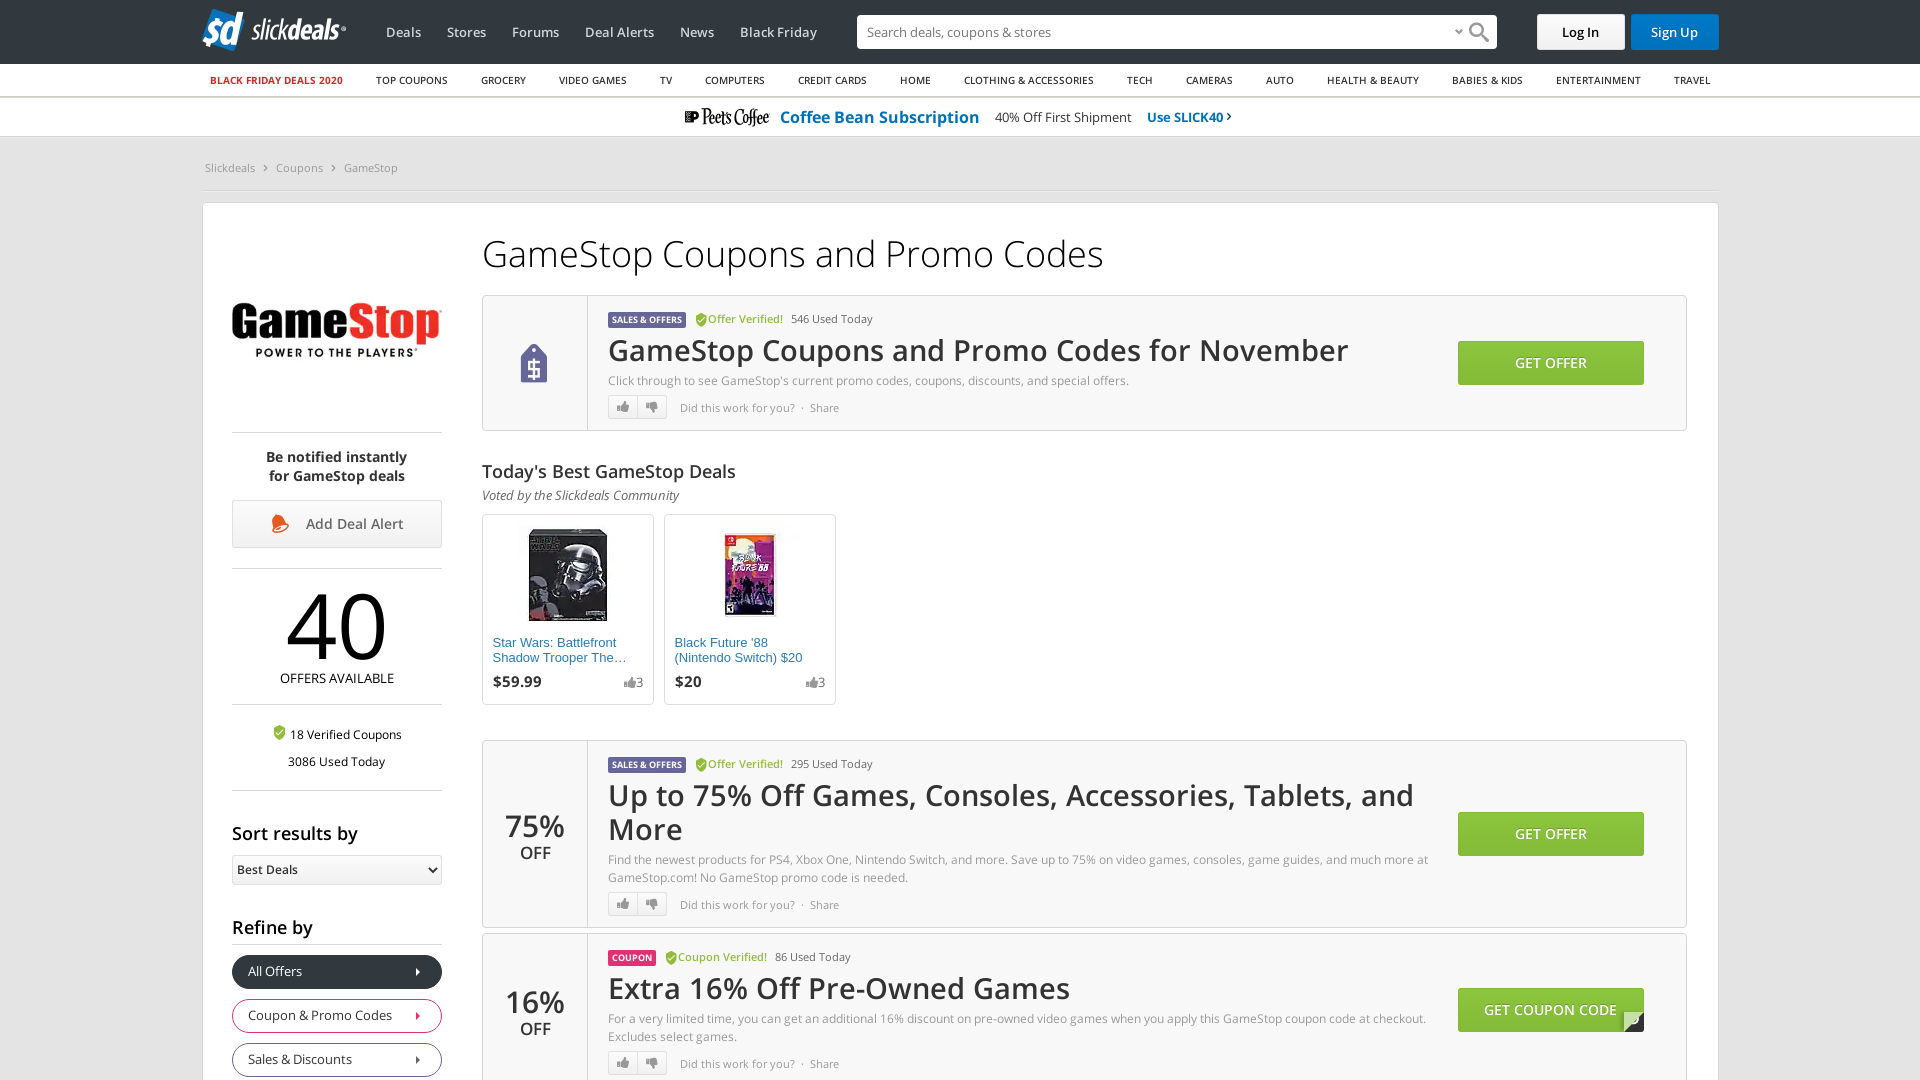 sd slickdeals
Deals
Stores
Forums
Deal Alerts
News
Black Friday
Search deals, coupons & stores
Log In
Sign Up
BLACK FRIDAY DEALS 2020
TOP COUPONS
GROCERY
VIDEO GAMES
TV
COMPUTERS
CREDIT CARDS
HOME
CLOTHING & ACCESSORIES
TECH
CAMERAS
AUTO
HEALTH & BEAUTY
BABIES & KIDS
ENTERTAINMENT
TRAVEL
Peet's Coffee Coffee Bean Subscription 40% Off First Shipment Use SLICK40
Slickdeals > Coupons > GameStop
GameStop
POWER TO THE PLAYERS
Be notified instantly
for GameStop deals
Add Deal Alert
40
OFFERS AVAILABLE
18 Verified Coupons
3086 Used Today
Sort results by
Best Deals
Refine by
All Offers
Coupon & Promo Codes
Sales & Discounts
GameStop Coupons and Promo Codes
SALES & OFFERS Offer Verified! 546 Used Today
GameStop Coupons and Promo Codes for November
Click through to see GameStop's current promo codes, coupons, discounts, and special offers.
Did this work for you? · Share
GET OFFER
Today's Best GameStop Deals
Voted by the Slickdeals Community
Star Wars: Battlefront
Shadow Trooper The…
$59.99 3
Black Future '88
(Nintendo Switch) $20
$20 3
75%
OFF
SALES & OFFERS Offer Verified! 295 Used Today
Up to 75% Off Games, Consoles, Accessories, Tablets, and
More
Find the newest products for PS4, Xbox One, Nintendo Switch, and more. Save up to 75% on video games, consoles, game guides, and much more at
GameStop.com! No GameStop promo code is needed.
Did this work for you? · Share
GET OFFER
16%
OFF
COUPON Coupon Verified! 86 Used Today
Extra 16% Off Pre-Owned Games
For a very limited time, you can get an additional 16% discount on pre-owned video games when you apply this GameStop coupon code at checkout.
Excludes select games.
Did this work for you? · Share
GET COUPON CODE